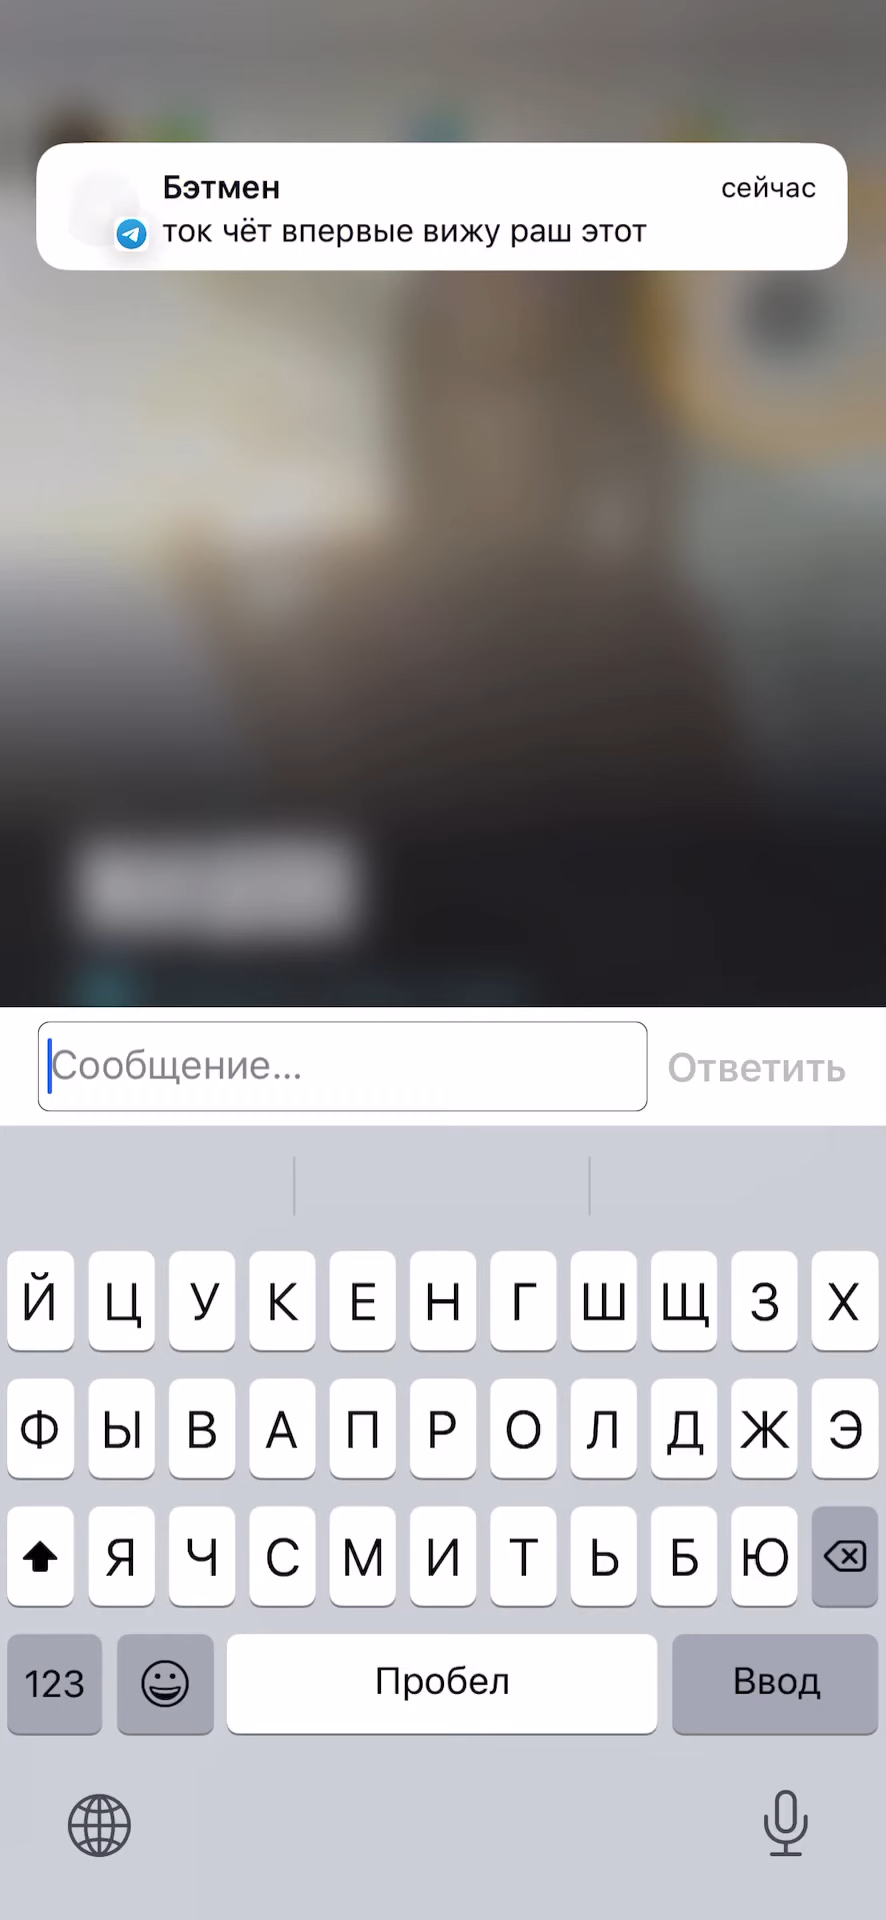 Бэтмен
сейчас
ток чёт впервые вижу раш этот
Сообщение...
Ответить
Й Ц У К Е Н Г Ш Щ З Х
Ф Ы В А П Р О Л Д Ж Э
Я Ч С М И Т Ь Б Ю
123
Пробел
Ввод